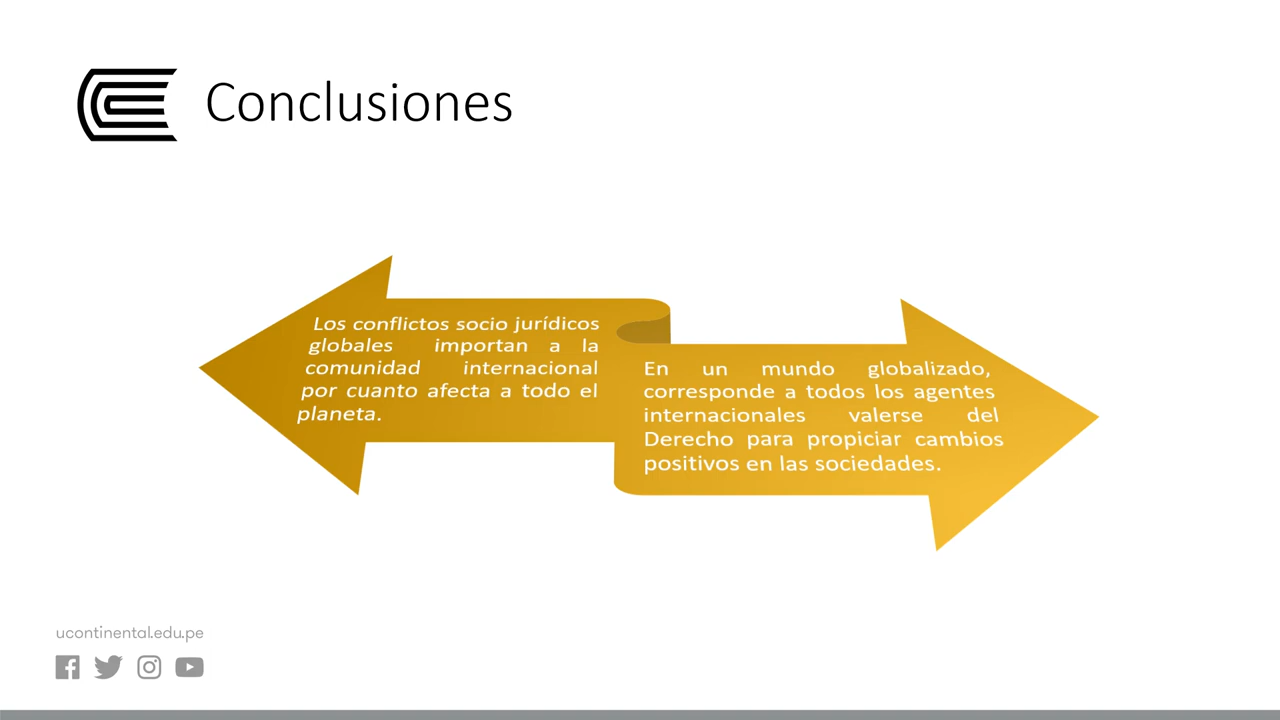 Conclusiones
Los conflictos socio jurídicos
globales importan a la
comunidad internacional
por cuanto afecta a todo el
planeta.
En un mundo globalizado,
corresponde a todos los agentes
internacionales valerse del
Derecho para propiciar cambios
positivos en las sociedades.
ucontinental.edu.pe